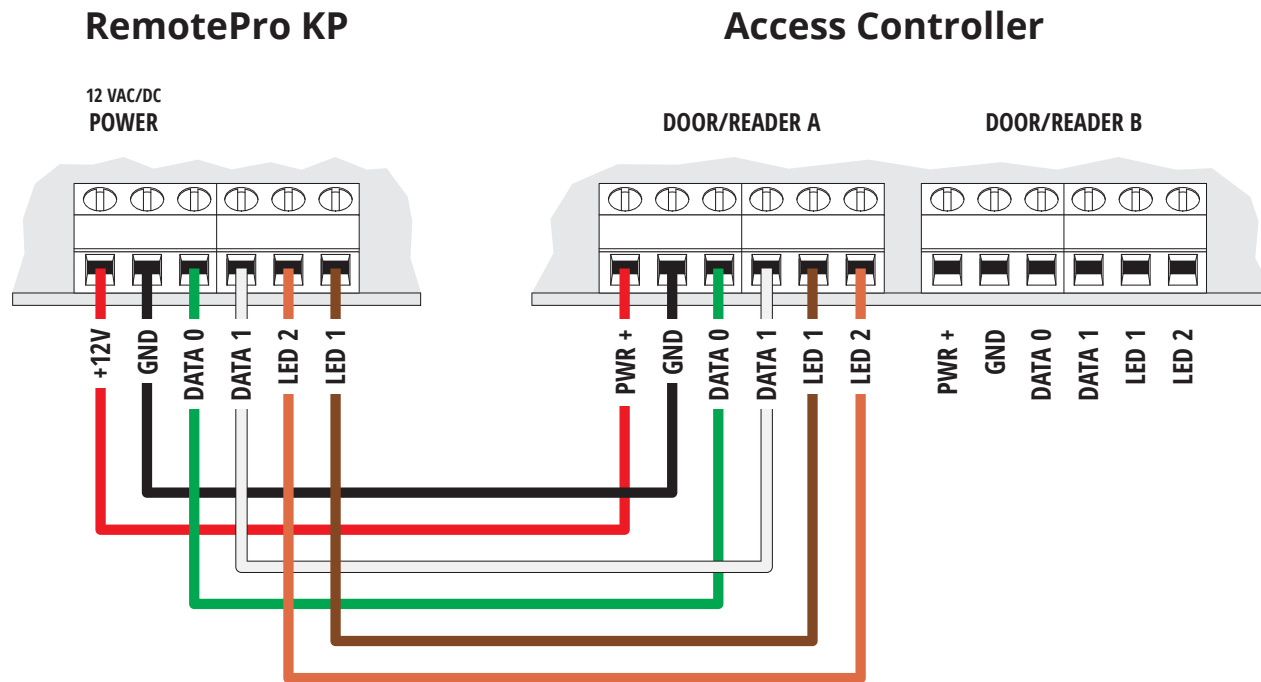 RemotePro KP
Access Controller
12 VAC/DC
POWER
DOOR/READER A
DOOR/READER B
+12V
GND
DATA 0
DATA 1
LED 2
LED 1
PWR +
GND
DATA 0
DATA 1
LED 1
LED 2
PWR +
GND
DATA 0
DATA 1
LED 1
LED 2